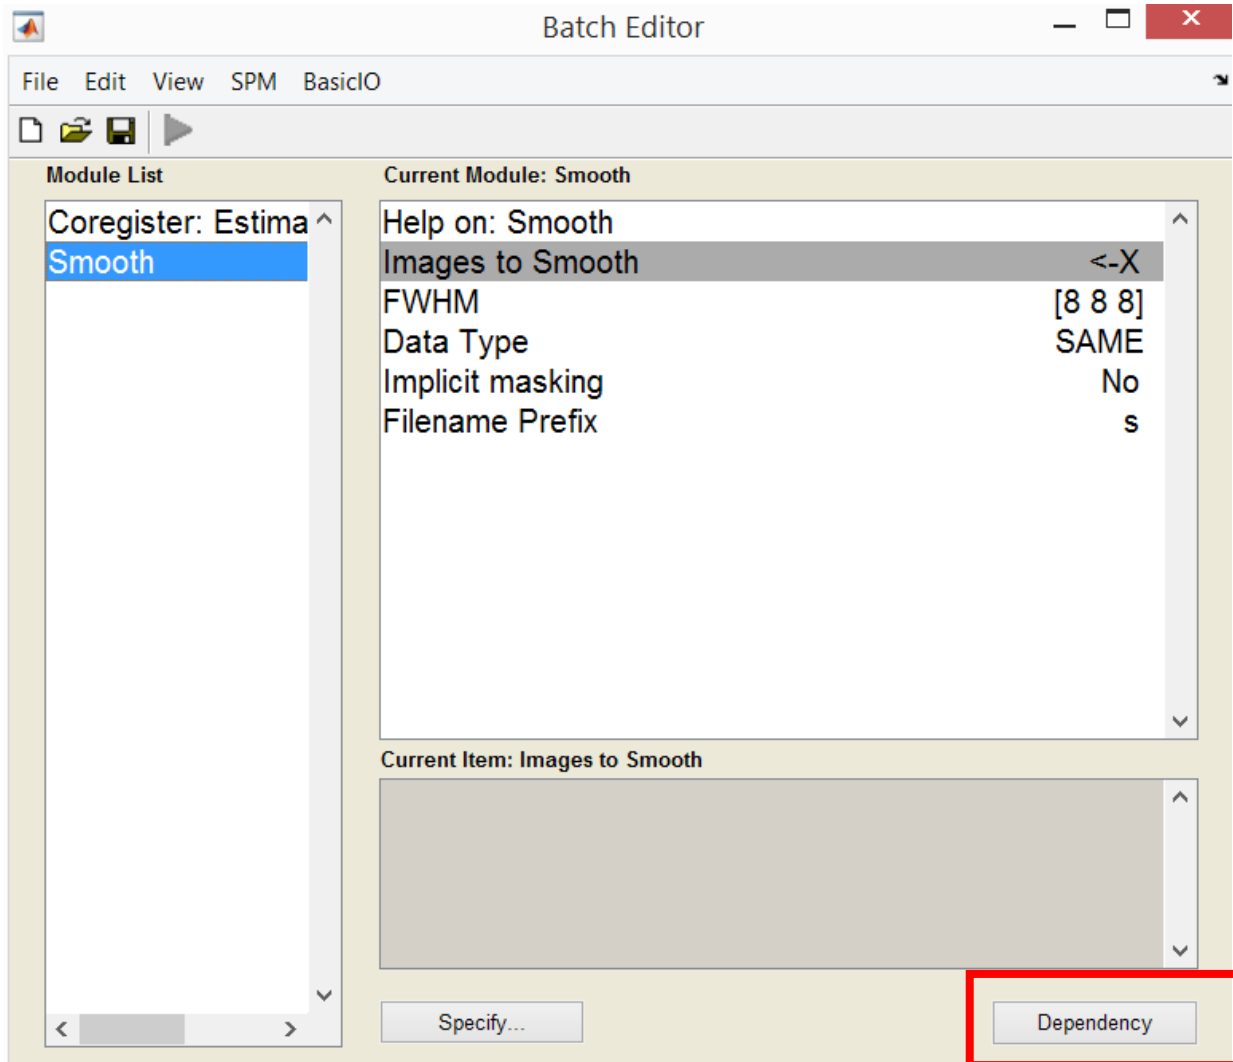 Batch Editor
File Edit View SPM BasicIO
Module List
Current Module: Smooth
Coregister: Estima
Smooth
Help on: Smooth
Images to Smooth <-X
FWHM [8 8 8]
Data Type SAME
Implicit masking No
Filename Prefix s
Current Item: Images to Smooth
Specify...
Dependency